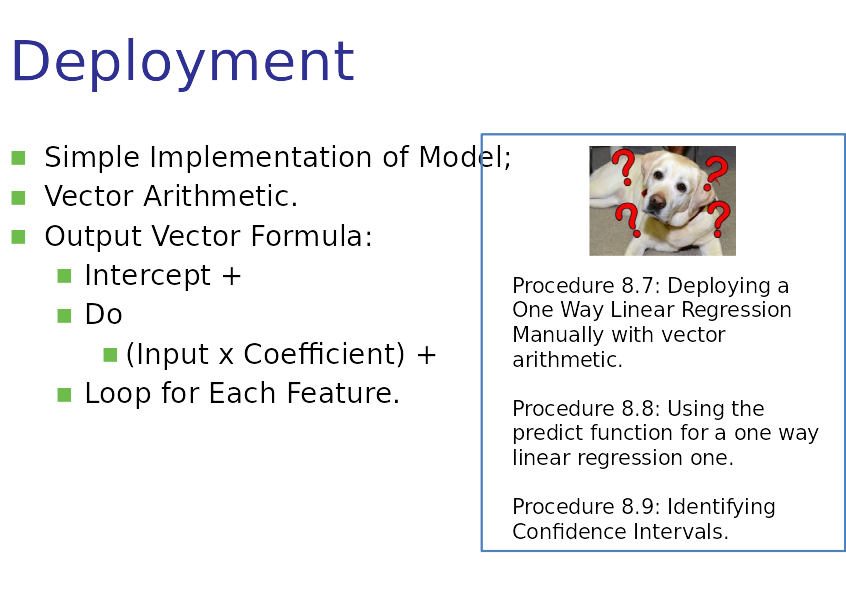 Deployment
Simple Implementation of Model;
Vector Arithmetic.
Output Vector Formula:
Intercept +
Do
(Input x Coefficient) +
Loop for Each Feature.
? ? ? ?
Procedure 8.7: Deploying a
One Way Linear Regression
Manually with vector
arithmetic.
Procedure 8.8: Using the
predict function for a one way
linear regression one.
Procedure 8.9: Identifying
Confidence Intervals.